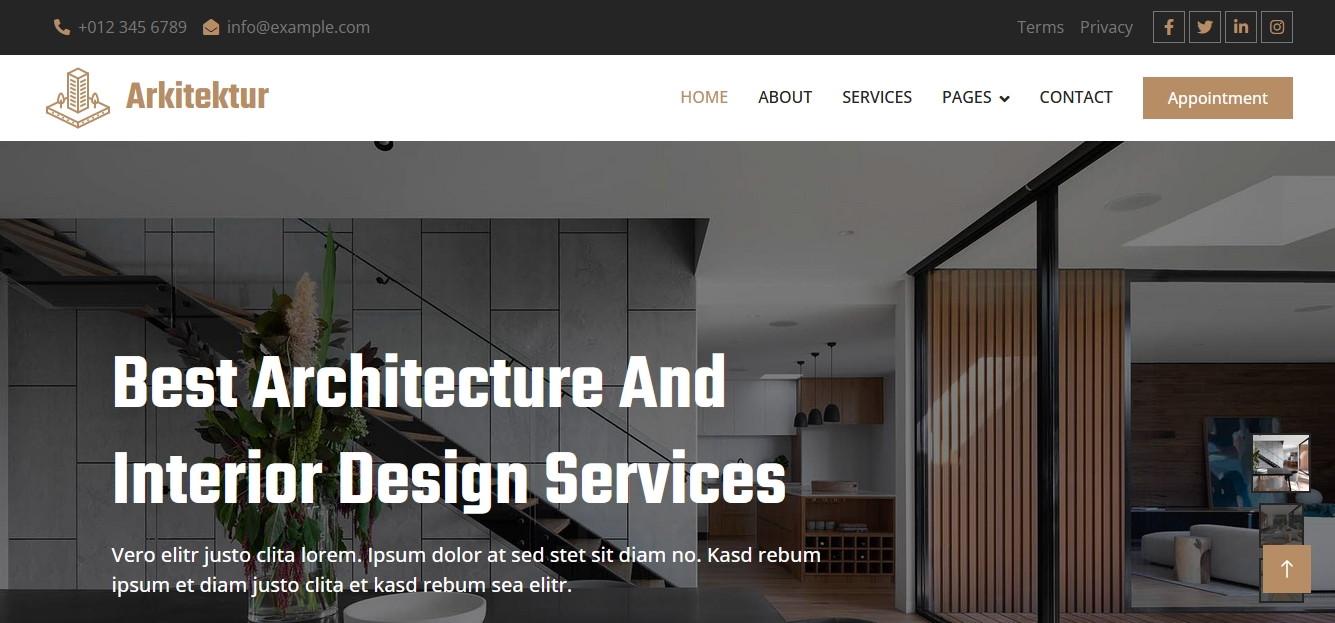 +012 345 6789 info@example.com Terms Privacy
Arkitektur HOME ABOUT SERVICES PAGES CONTACT Appointment
Best Architecture And
Interior Design Services
Vero elitr justo clita lorem. Ipsum dolor at sed stet sit diam no. Kasd rebum
ipsum et diam justo clita et kasd rebum sea elitr.